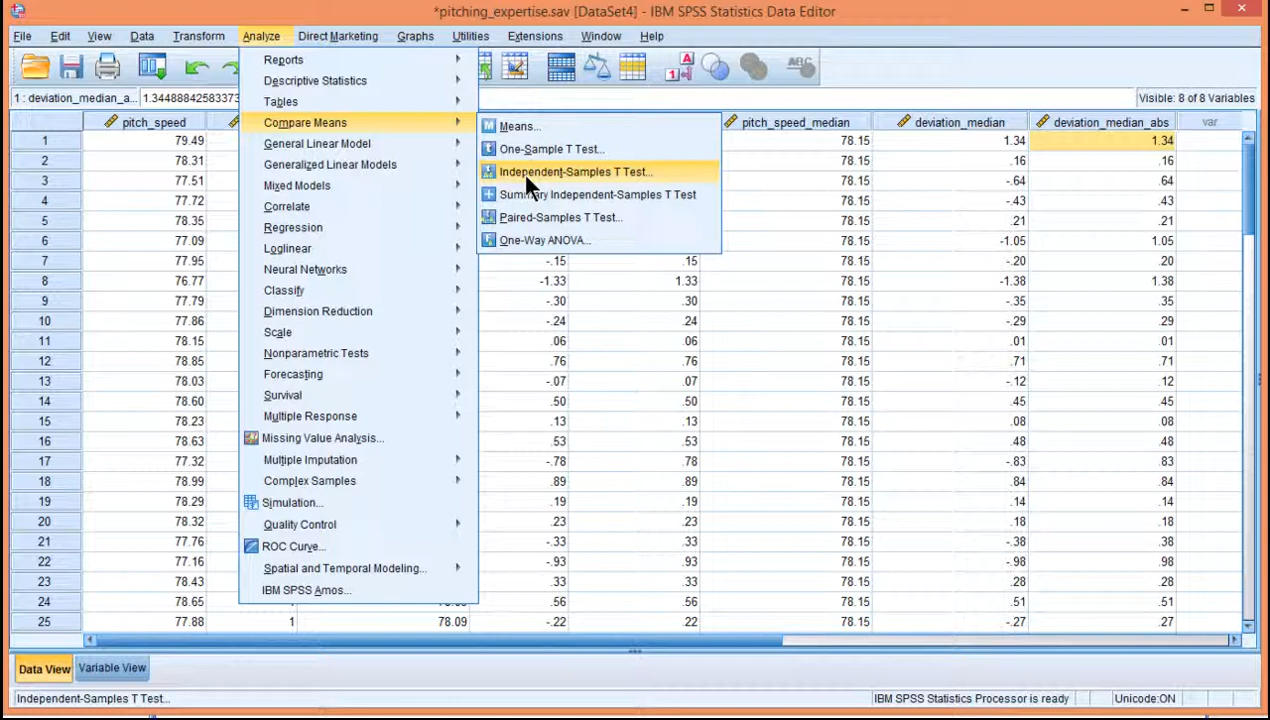 *pitching_expertise.sav [DataSet4] - IBM SPSS Statistics Data Editor
File Edit View Data Transform Analyze Direct Marketing Graphs Utilities Extensions Window Help
1 : deviation_median_a... 1.34488842583373 Visible: 8 of 8 Variables
pitch_speed pitch_speed_median deviation_median deviation_median_abs var
Reports
Descriptive Statistics
Tables
Compare Means
General Linear Model
Generalized Linear Models
Mixed Models
Correlate
Regression
Loglinear
Neural Networks
Classify
Dimension Reduction
Scale
Nonparametric Tests
Forecasting
Survival
Multiple Response
Missing Value Analysis...
Multiple Imputation
Complex Samples
Simulation...
Quality Control
ROC Curve...
Spatial and Temporal Modeling...
IBM SPSS Amos...
Means...
One-Sample T Test...
Independent-Samples T Test...
Summary Independent-Samples T Test
Paired-Samples T Test...
One-Way ANOVA...
1 79.49 1.34 1.34
2 78.31 .16 .16
3 77.51 -.64 .64
4 77.72 -.43 .43
5 78.35 .21 .21
6 77.09 -1.05 1.05
7 77.95 -.15 .15 78.15 -.20 .20
8 76.77 -1.33 1.33 78.15 -1.38 1.38
9 77.79 -.30 .30 78.15 -.35 .35
10 77.86 -.24 .24 78.15 -.29 .29
11 78.15 .06 .06 78.15 .01 .01
12 78.85 .76 .76 78.15 .71 .71
13 78.03 -.07 .07 78.15 -.12 .12
14 78.60 .50 .50 78.15 .45 .45
15 78.23 .13 .13 78.15 .08 .08
16 78.63 .53 .53 78.15 .48 .48
17 77.32 -.78 .78 78.15 -.83 .83
18 78.99 .89 .89 78.15 .84 .84
19 78.29 .19 .19 78.15 .14 .14
20 78.32 .23 .23 78.15 .18 .18
21 77.76 -.33 .33 78.15 -.38 .38
22 77.16 -.93 .93 78.15 -.98 .98
23 78.43 .33 .33 78.15 .28 .28
24 78.65 .56 .56 78.15 .51 .51
25 77.88 1 78.09 -.22 .22 78.15 -.27 .27
Data View Variable View
Independent-Samples T Test... IBM SPSS Statistics Processor is ready Unicode:ON